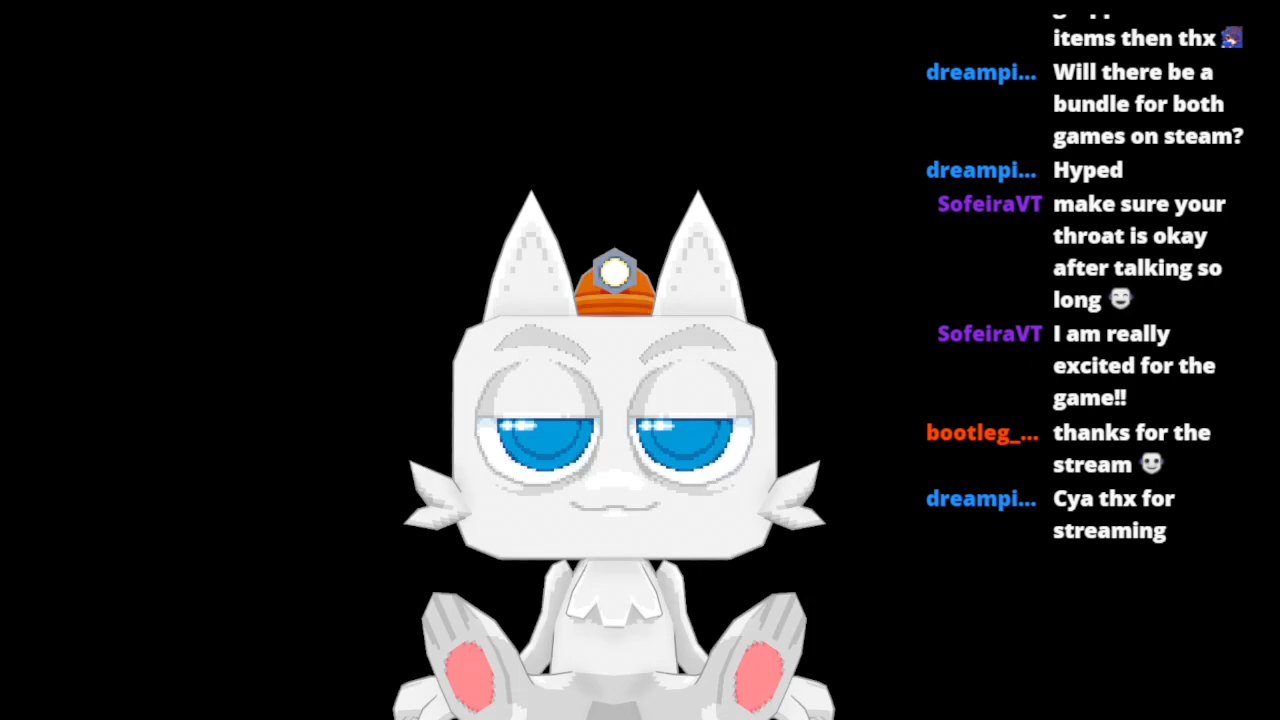 items then thx
dreampi... Will there be a
bundle for both
games on steam?
dreampi... Hyped
SofeiraVT make sure your
throat is okay
after talking so
long
SofeiraVT I am really
excited for the
game!!
bootleg_... thanks for the
stream
dreampi... Cya thx for
streaming